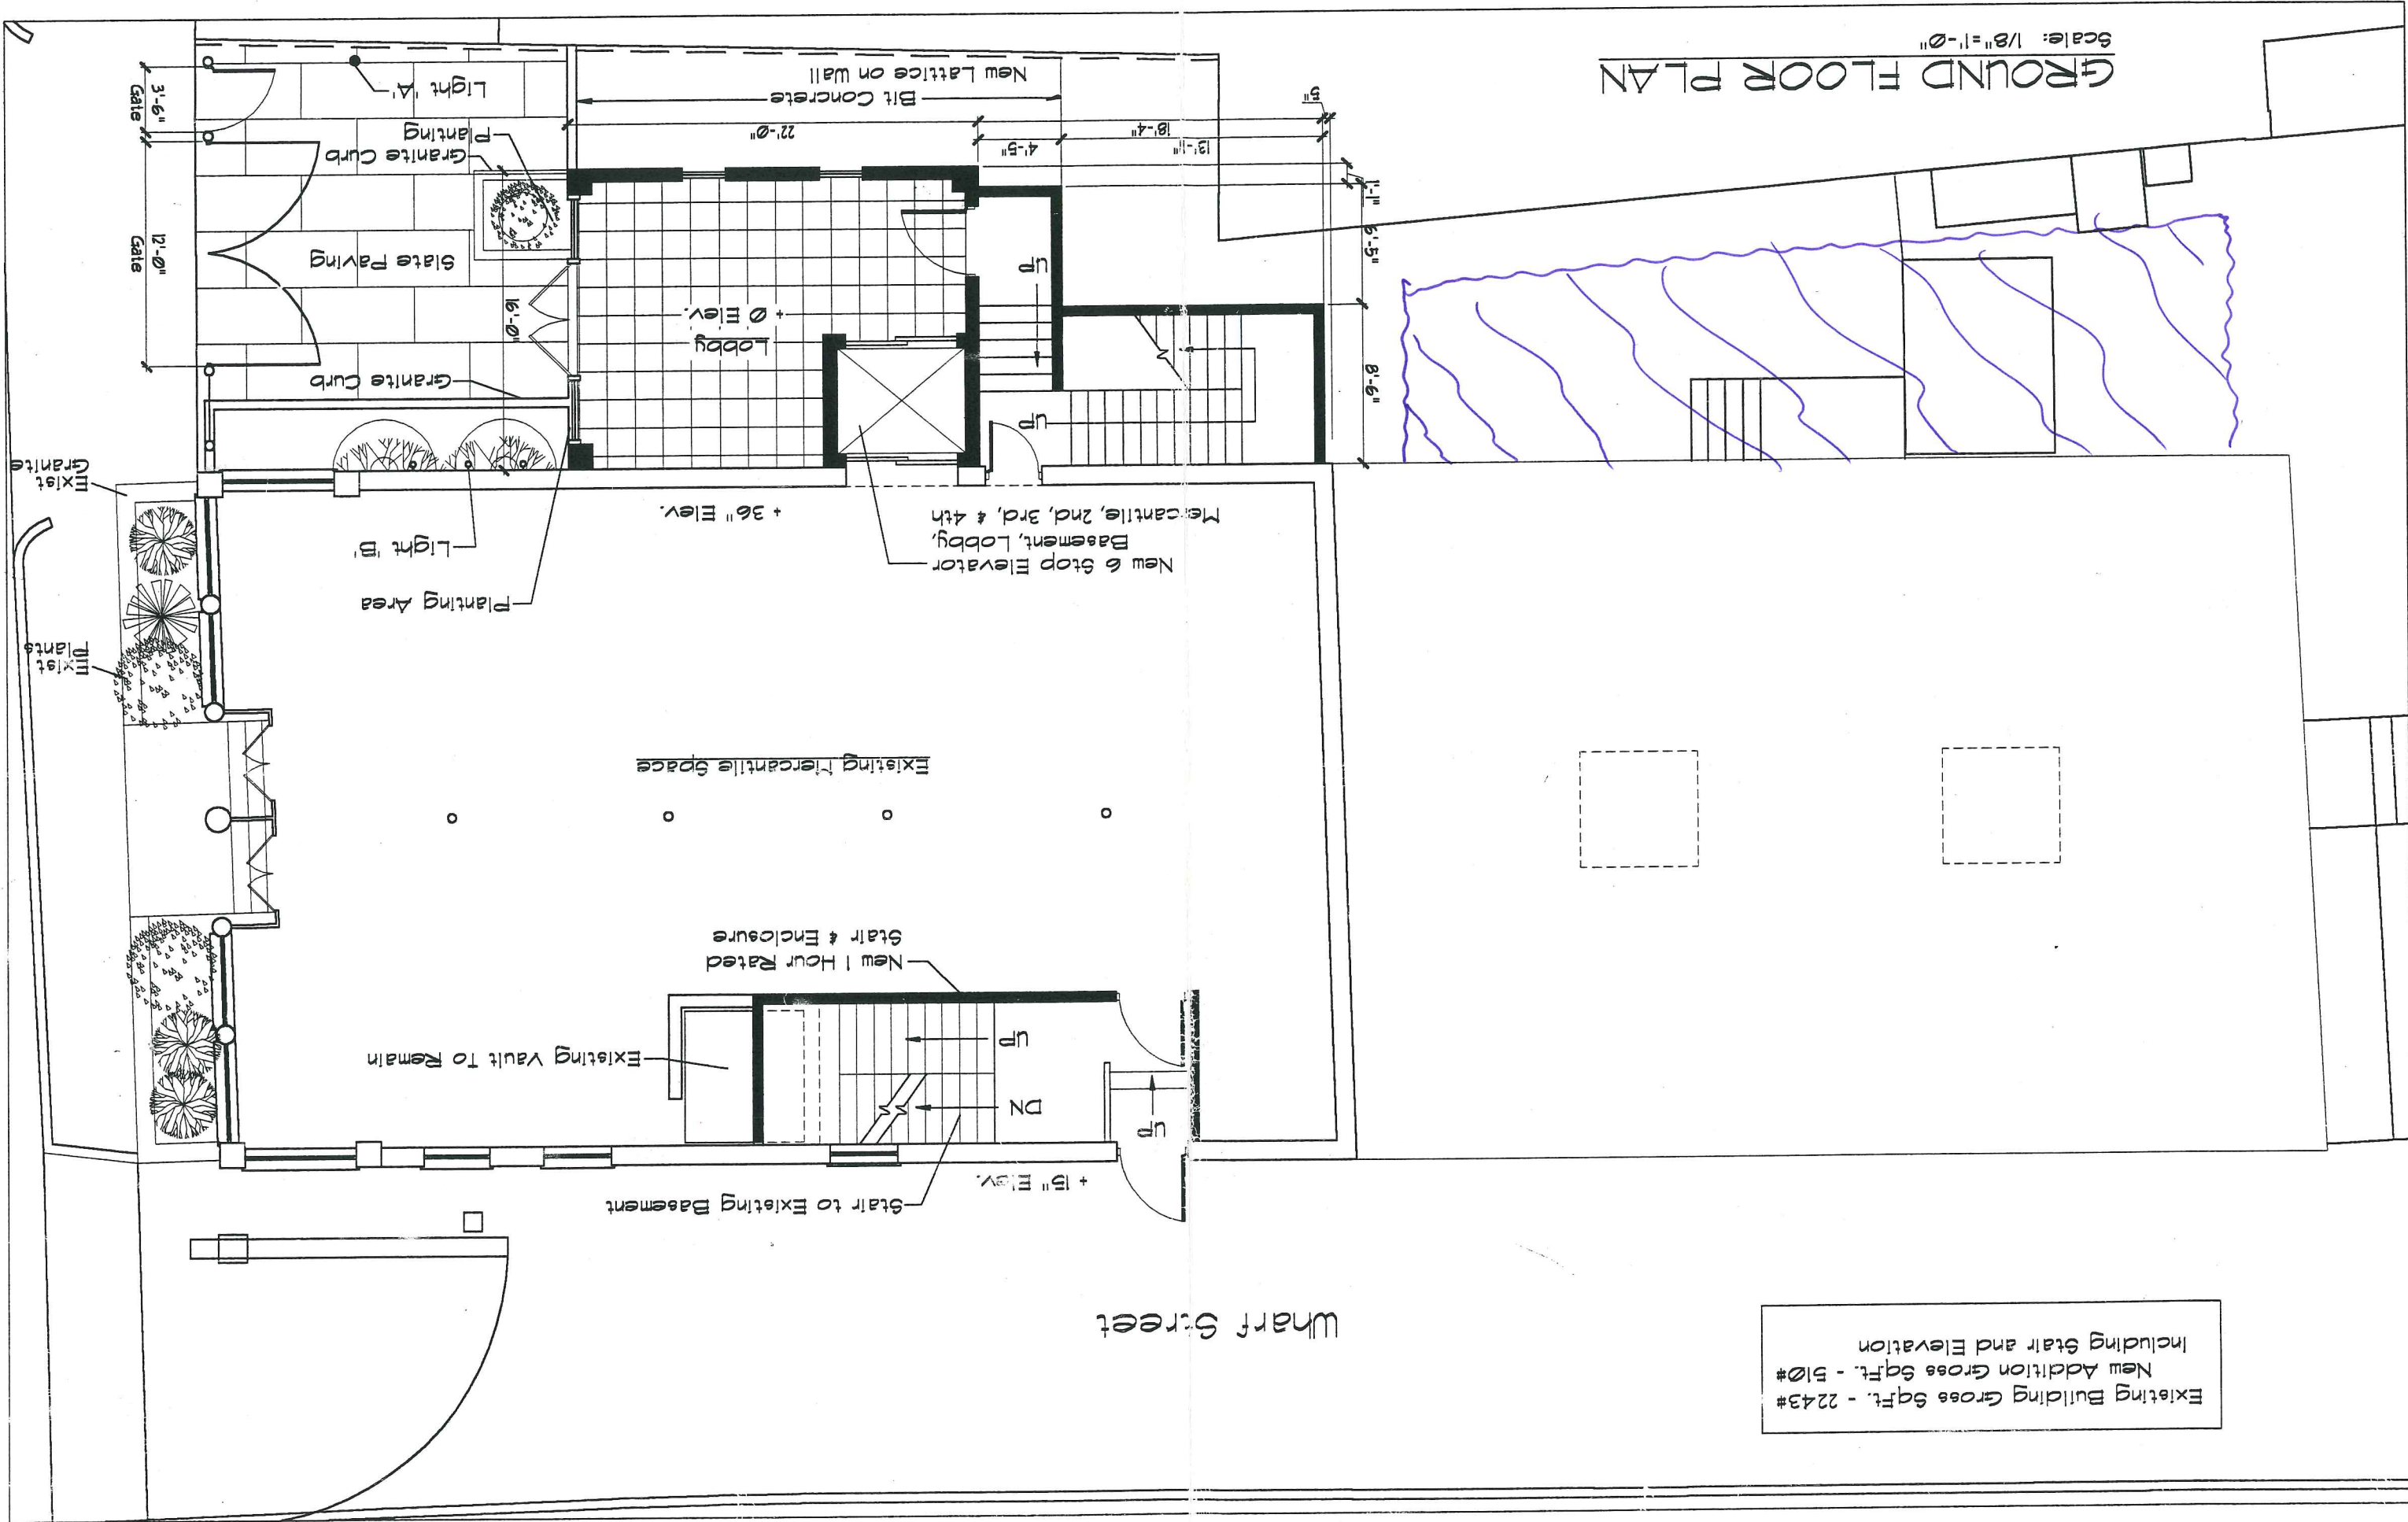 Existing Building Gross Sq.Ft. - 2243#
New Addition Gross Sq.Ft. - 510#
Including Stair and Elevation
Wharf Street
Stair to Existing Basement
+ 15" Elev.
UP
DN
UP
Existing Vault To Remain
New 1 Hour Rated
Stair & Enclosure
Existing Mercantile Space
Exist
Plants
Planting Area
New 6 Stop Elevator
Basement, Lobby,
Mercantile, 2nd, 3rd, & 4th
Light 'B'
+ 36" Elev.
Exist
Granite
8'-6"
UP
Granite Curb
Lobby
+ 0 Elev.
16'-0"
UP
6'-5"
1'-1"
Slate Paving
12'-0"
Gate
Granite Curb
Planting
13'-11"
4'-5"
18'-4"
22'-0"
5"
Bit Concrete
New Lattice on Wall
Light 'A'
3'-6"
Gate
GROUND FLOOR PLAN
Scale: 1/8"=1'-0"